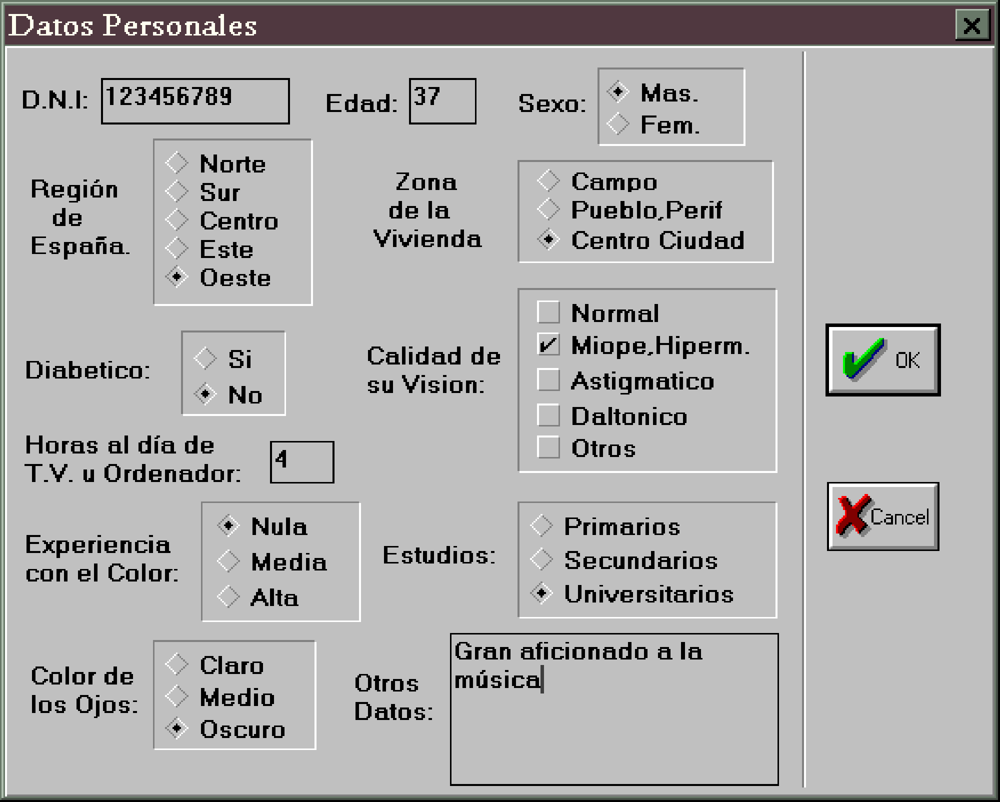 Datos Personales
D.N.I: 123456789
Edad: 37
Sexo:
Mas.
Fem.
Región
de
España.
Norte
Sur
Centro
Este
Oeste
Zona
de la
Vivienda
Campo
Pueblo,Perif
Centro Ciudad
Diabetico:
Si
No
Calidad de
su Vision:
Normal
Miope,Hiperm.
Astigmatico
Daltonico
Otros
OK
Horas al día de
T.V. u Ordenador:
4
Cancel
Experiencia
con el Color:
Nula
Media
Alta
Estudios:
Primarios
Secundarios
Universitarios
Color de
los Ojos:
Claro
Medio
Oscuro
Otros
Datos:
Gran aficionado a la
música